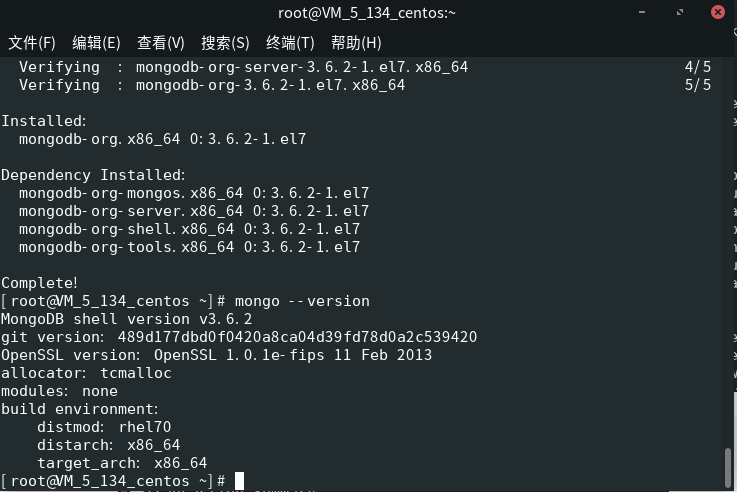 root@VM_5_134_centos:~
文件(F) 编辑(E) 查看(V) 搜索(S) 终端(T) 帮助(H)
Verifying : mongodb-org-server-3.6.2-1.el7.x86_64 4/5
Verifying : mongodb-org-3.6.2-1.el7.x86_64 5/5
Installed:
mongodb-org.x86_64 0:3.6.2-1.el7
Dependency Installed:
mongodb-org-mongos.x86_64 0:3.6.2-1.el7
mongodb-org-server.x86_64 0:3.6.2-1.el7
mongodb-org-shell.x86_64 0:3.6.2-1.el7
mongodb-org-tools.x86_64 0:3.6.2-1.el7
Complete!
[root@VM_5_134_centos ~]# mongo --version
MongoDB shell version v3.6.2
git version: 489d177dbd0f0420a8ca04d39fd78d0a2c539420
OpenSSL version: OpenSSL 1.0.1e-fips 11 Feb 2013
allocator: tcmalloc
modules: none
build environment:
distmod: rhel70
distarch: x86_64
target_arch: x86_64
[root@VM_5_134_centos ~]#